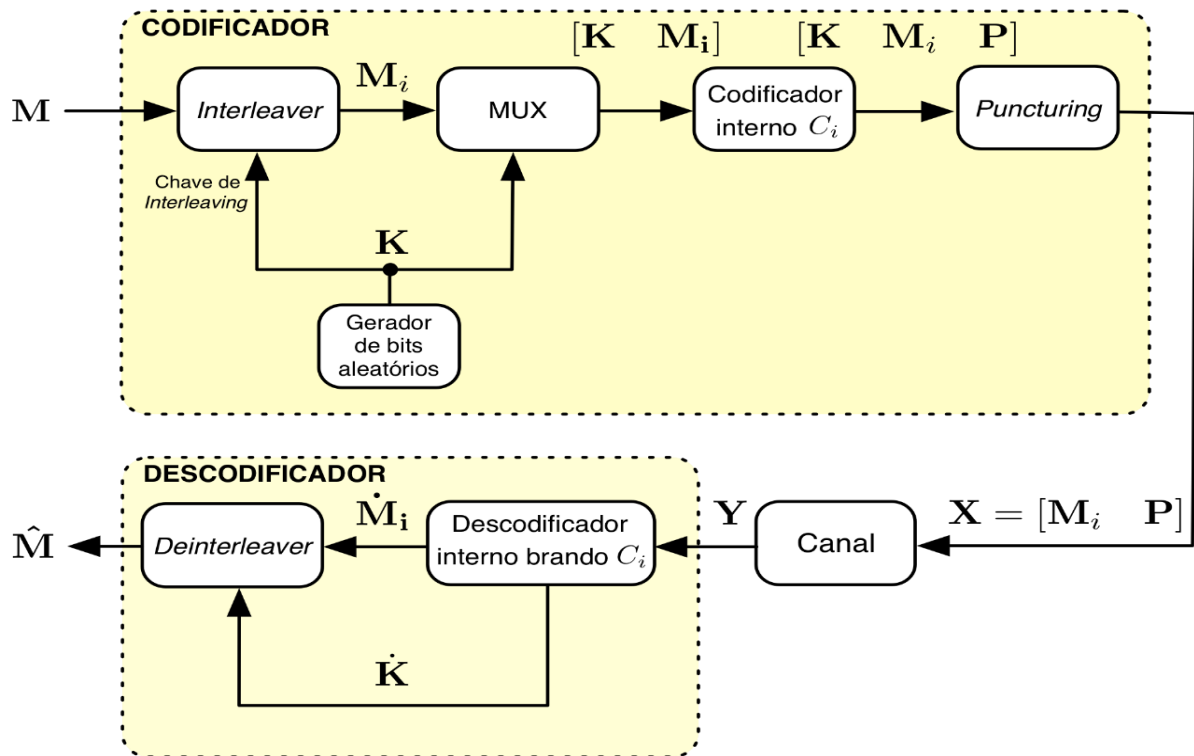 CODIFICADOR
[K M_i] [K M_i P]
M
Interleaver
M_i
MUX
Codificador
interno C_i
Puncturing
Chave de
Interleaving
K
Gerador
de bits
aleatórios
DESCODIFICADOR
M̂
Deinterleaver
Ṁ_i
Descodificador
interno brando C_i
Y
Canal
X = [M_i P]
K̇